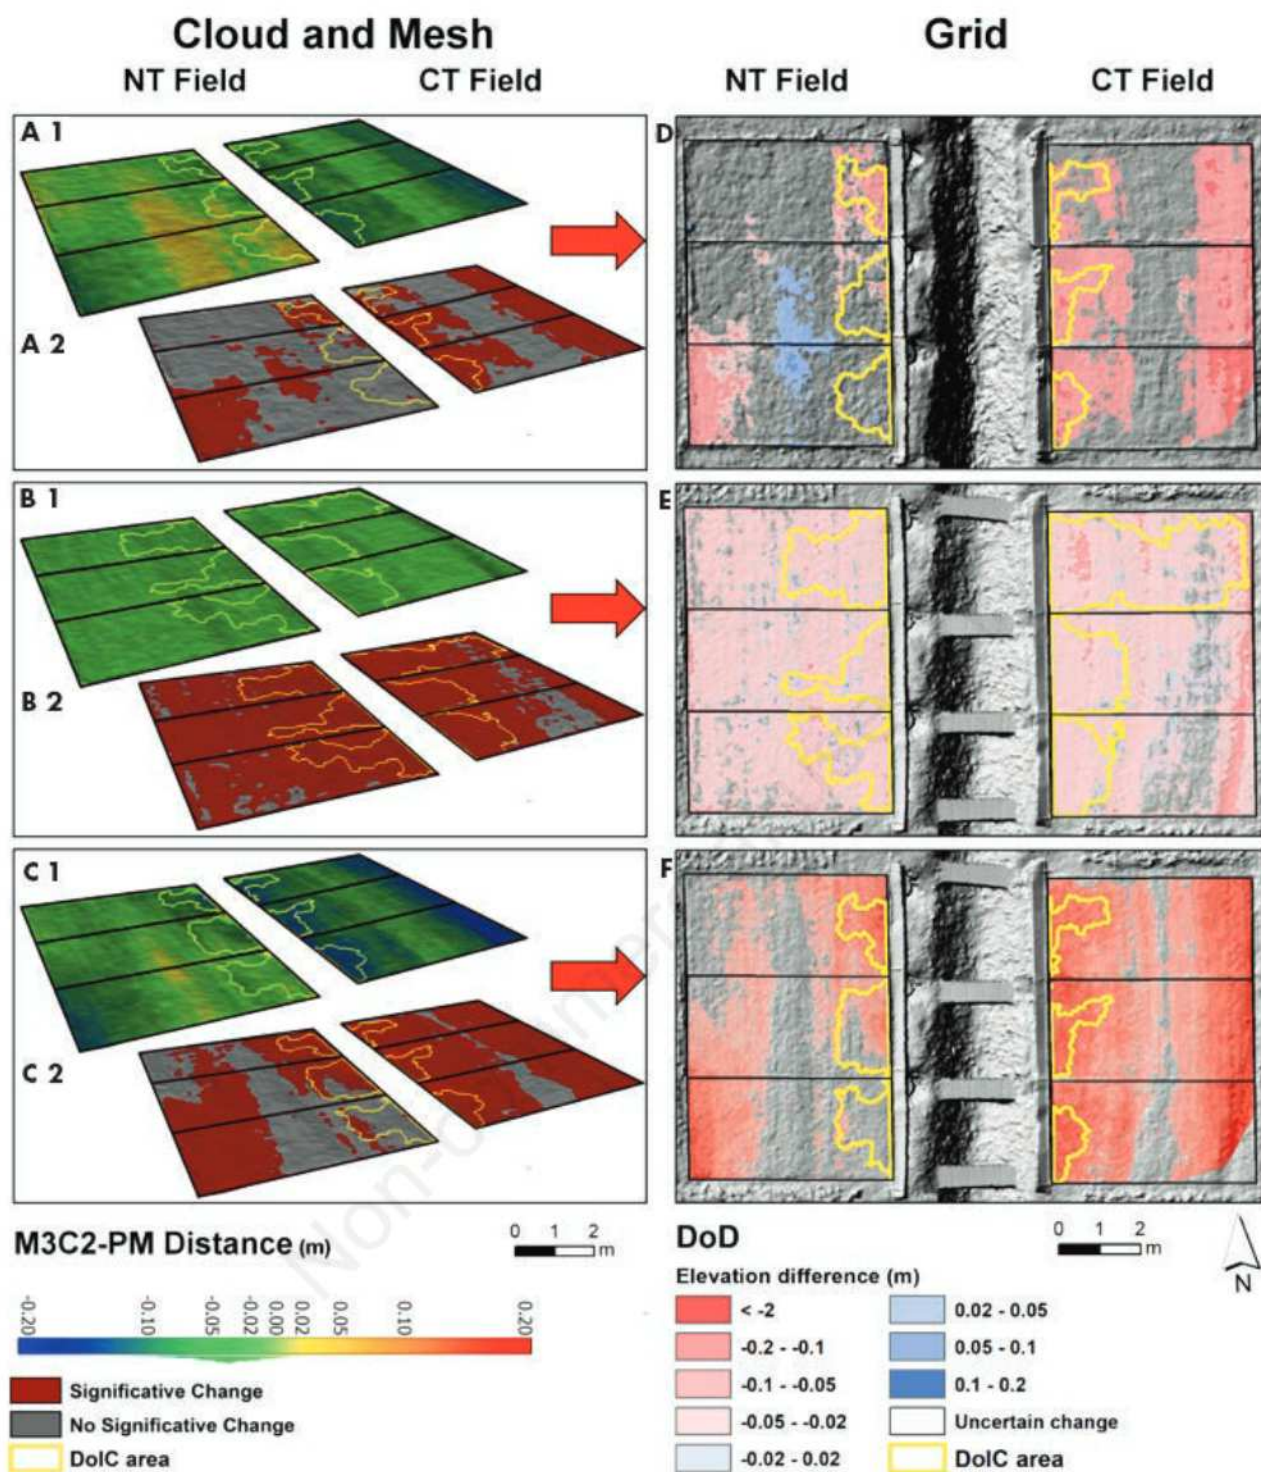 Cloud and Mesh
Grid
NT Field
CT Field
NT Field
CT Field
A 1
D
A 2
B 1
E
B 2
C 1
F
C 2
M3C2-PM Distance (m)
0 1 2
m
-0.20 -0.10 -0.05 -0.02 0.00 0.02 0.05 0.10 0.20
Significative Change
No Significative Change
DoIC area
DoD
0 1 2
m
N
Elevation difference (m)
< -2
-0.2 - -0.1
-0.1 - -0.05
-0.05 - -0.02
-0.02 - 0.02
0.02 - 0.05
0.05 - 0.1
0.1 - 0.2
Uncertain change
DoIC area